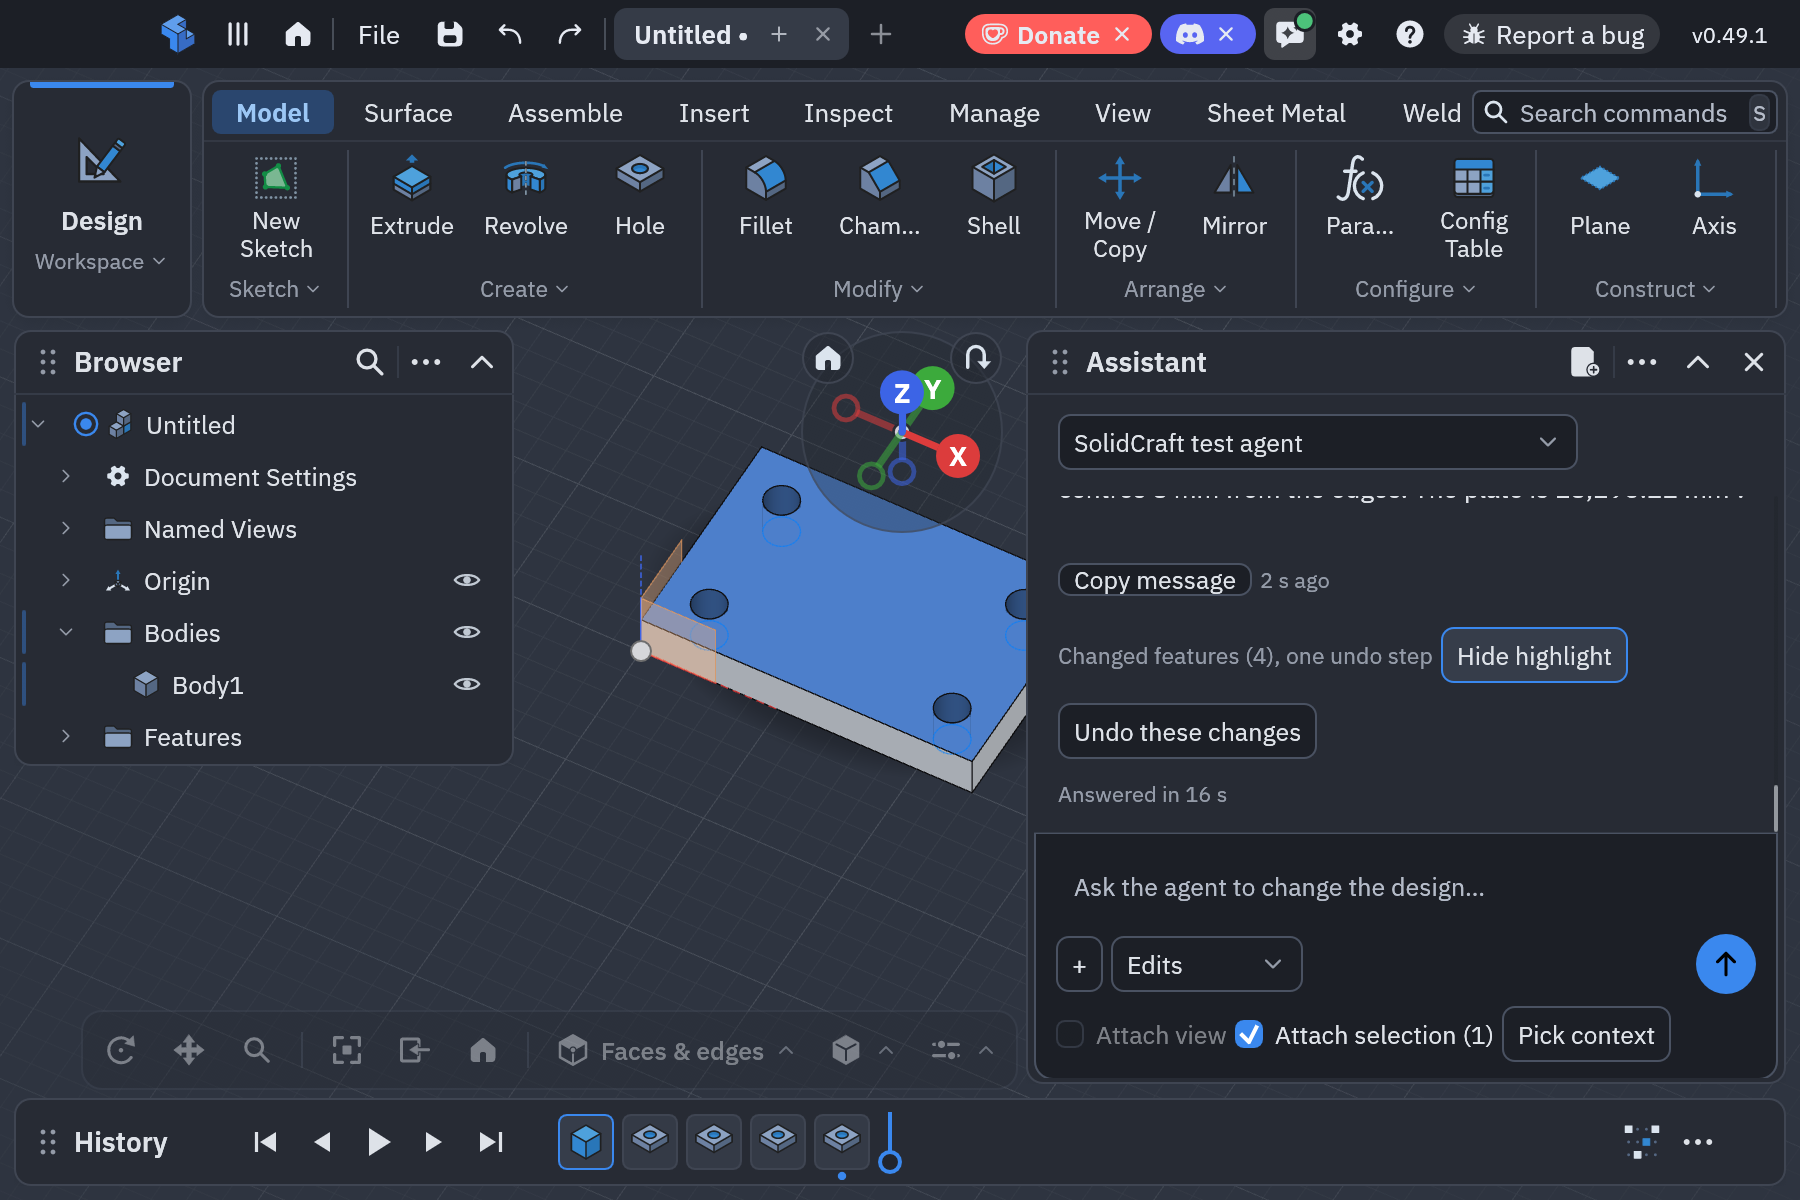 File
Untitled •
Donate
Report a bug
v0.49.1
Design
Workspace
Model
Surface
Assemble
Insert
Inspect
Manage
View
Sheet Metal
Weld
Search commands
S
New Sketch
Extrude
Revolve
Hole
Fillet
Cham...
Shell
Move / Copy
Mirror
Para...
Config Table
Plane
Axis
Sketch
Create
Modify
Arrange
Configure
Construct
Browser
Untitled
Document Settings
Named Views
Origin
Bodies
Body1
Features
Z
Y
X
Assistant
SolidCraft test agent
Copy message
2 s ago
Changed features (4), one undo step
Hide highlight
Undo these changes
Answered in 16 s
Ask the agent to change the design...
+
Edits
Attach view
Attach selection (1)
Pick context
Faces & edges
History